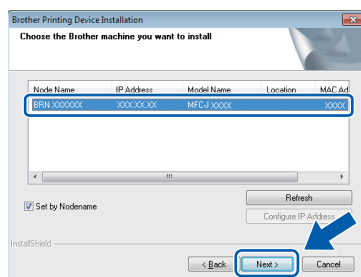 Brother Printing Device Installation
Choose the Brother machine you want to install
Node Name IP Address Model Name Location MAC Ad
BRN XXXXXX XXX.XX.XX MFC-J XXXX XXXX
Set by Nodename
Refresh
Configure IP Address
InstallShield
< Back Next > Cancel